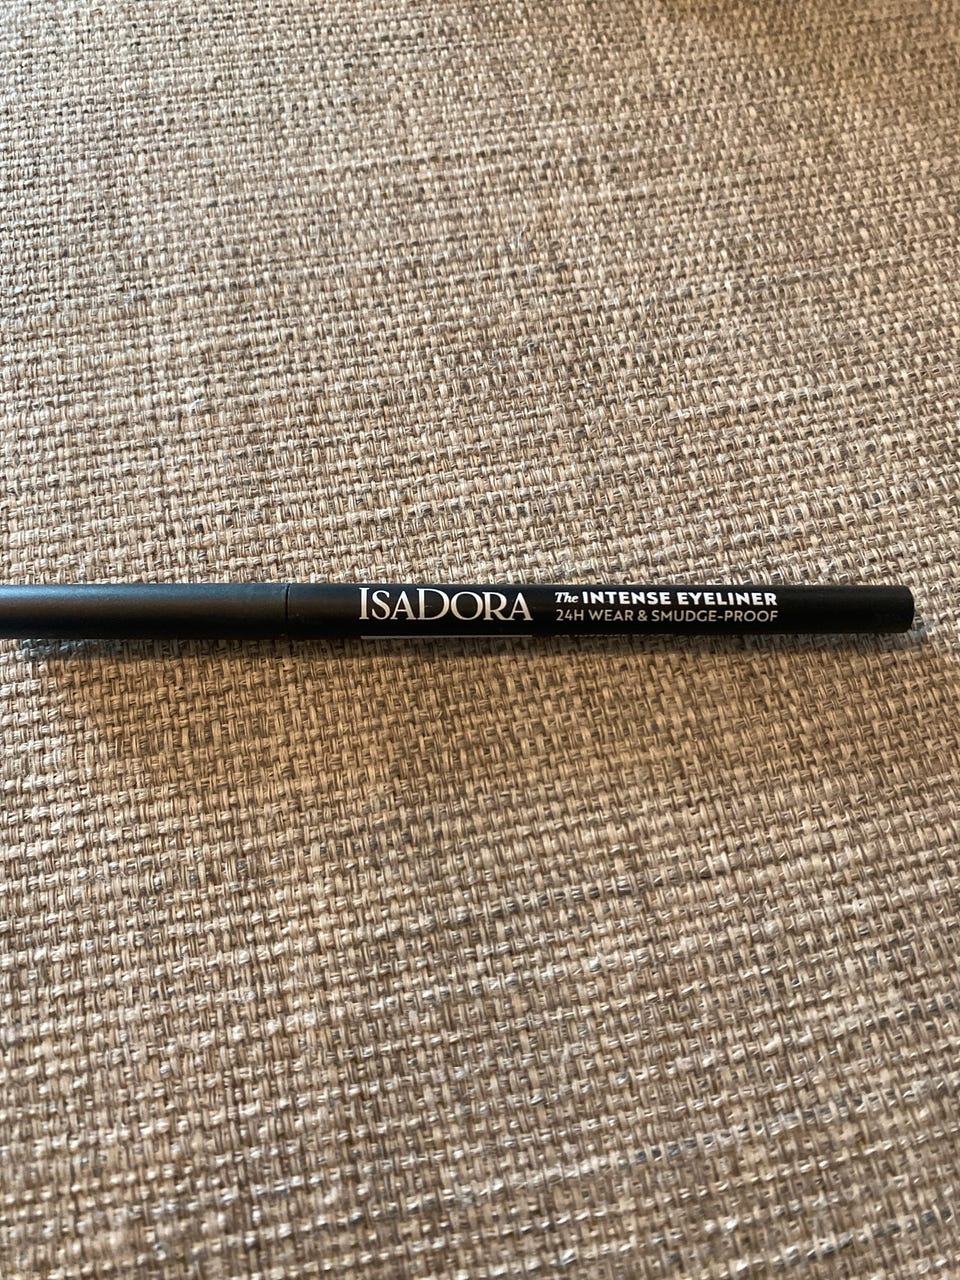 ISADORA
The INTENSE EYELINER
24H WEAR & SMUDGE-PROOF